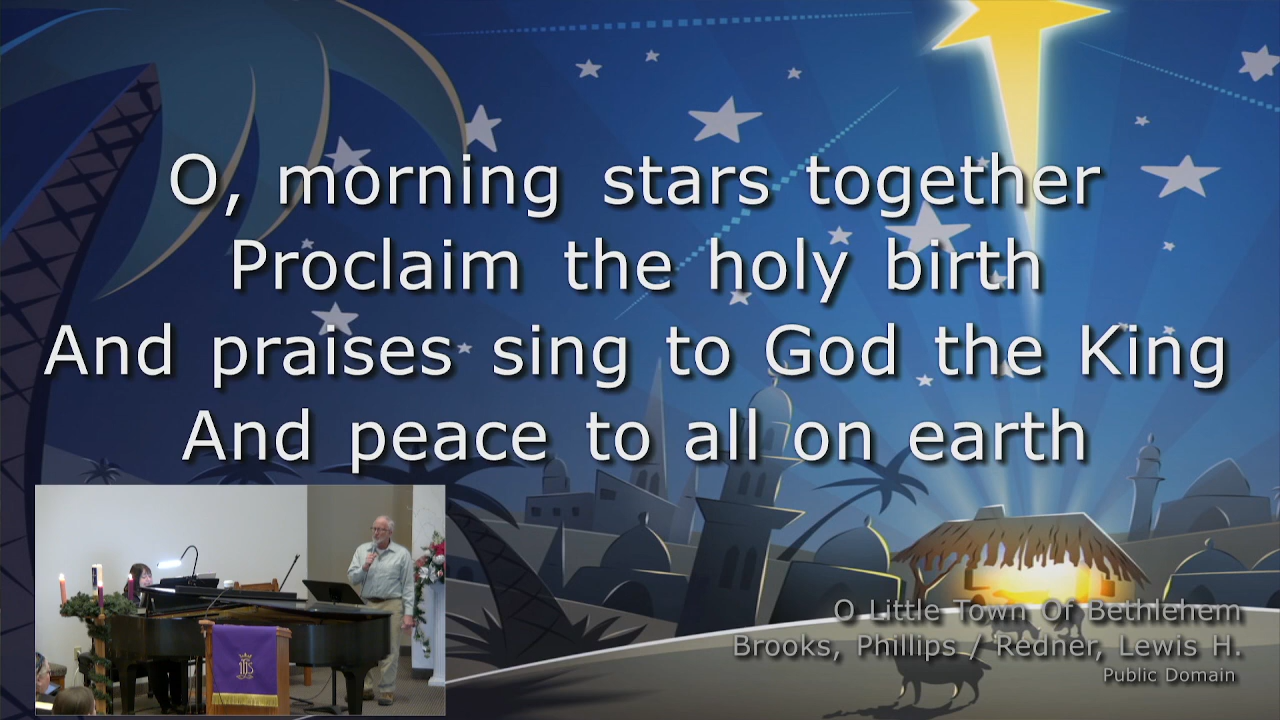 O, morning stars together
Proclaim the holy birth
And praises sing to God the King
And peace to all on earth
O Little Town Of Bethlehem
Brooks, Phillips / Redner, Lewis H.
Public Domain
IHS